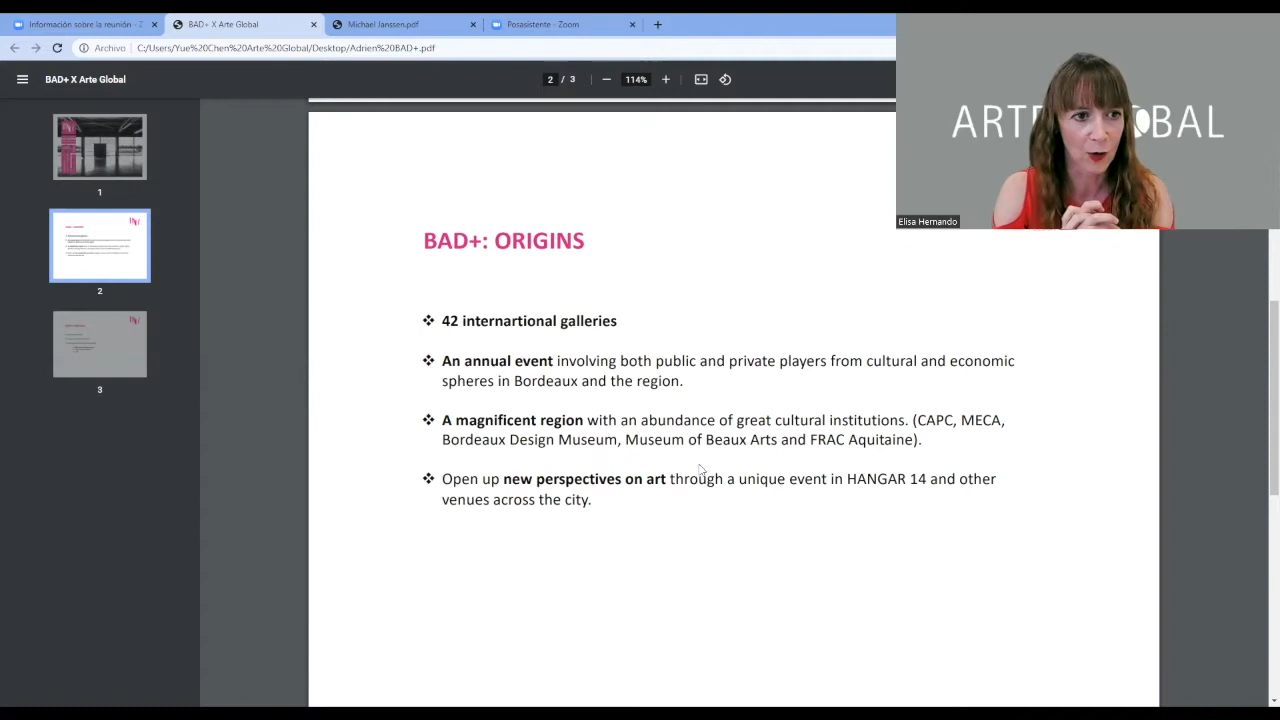 Información sobre la reunión - Z
BAD+ X Arte Global
Michael Janssen.pdf
Posasistente - Zoom
Archivo
C:/Users/Yue%20Chen%20Arte%20Global/Desktop/Adrien%20BAD+.pdf
BAD+ X Arte Global
2 / 3
114%
ARTE GLOBAL
Elisa Hernando
1
2
3
BAD+: ORIGINS
❖ 42 internartional galleries
❖ An annual event involving both public and private players from cultural and economic
spheres in Bordeaux and the region.
❖ A magnificent region with an abundance of great cultural institutions. (CAPC, MECA,
Bordeaux Design Museum, Museum of Beaux Arts and FRAC Aquitaine).
❖ Open up new perspectives on art through a unique event in HANGAR 14 and other
venues across the city.